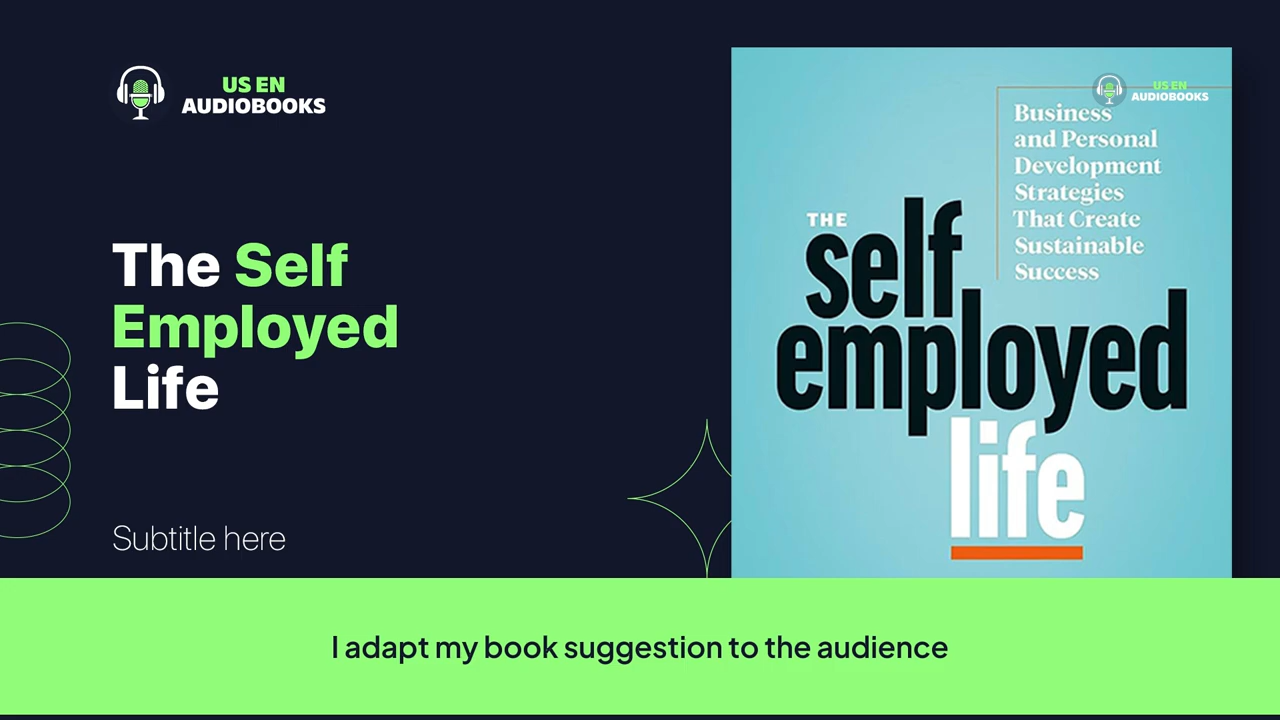 US EN
AUDIOBOOKS
The Self
Employed
Life
Subtitle here
US EN
AUDIOBOOKS
Business
and Personal
Development
Strategies
That Create
Sustainable
Success
THE
self
employed
life
I adapt my book suggestion to the audience